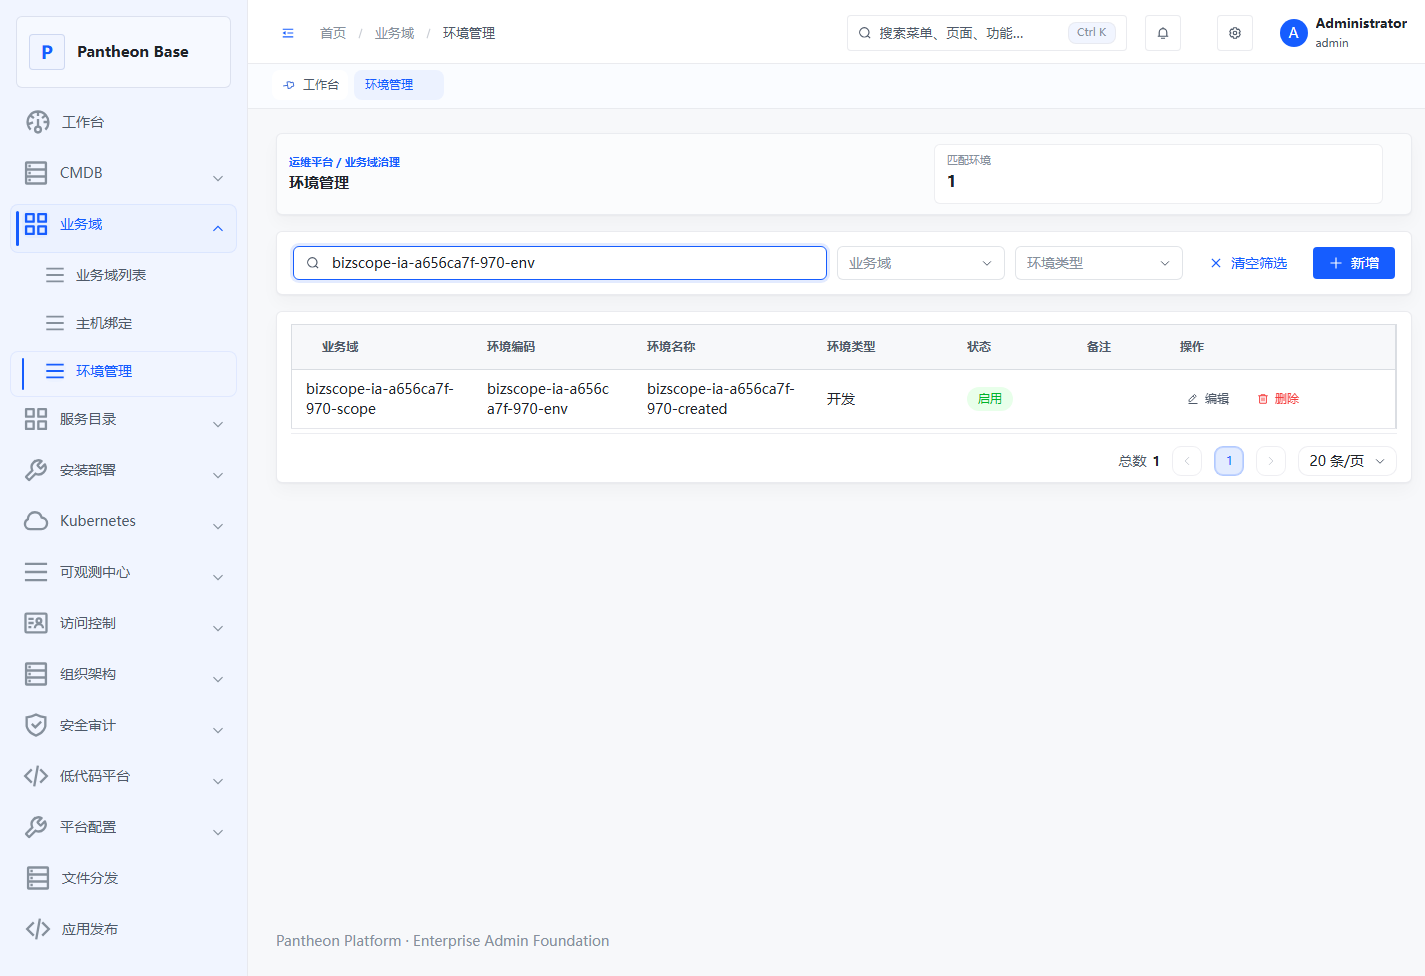 P Pantheon Base
工作台
CMDB
业务域
业务域列表
主机绑定
环境管理
服务目录
安装部署
Kubernetes
可观测中心
访问控制
组织架构
安全审计
低代码平台
平台配置
文件分发
应用发布
首页 / 业务域 / 环境管理
搜索菜单、页面、功能... Ctrl K
A Administrator
admin
工作台 环境管理
运维平台 / 业务域治理
环境管理
匹配环境
1
bizscope-ia-a656ca7f-970-env 业务域 环境类型 清空筛选 新增
业务域 环境编码 环境名称 环境类型 状态 备注 操作
bizscope-ia-a656ca7f-970-scope bizscope-ia-a656ca7f-970-env bizscope-ia-a656ca7f-970-created 开发 启用 编辑 删除
总数 1 1 20 条/页
Pantheon Platform · Enterprise Admin Foundation